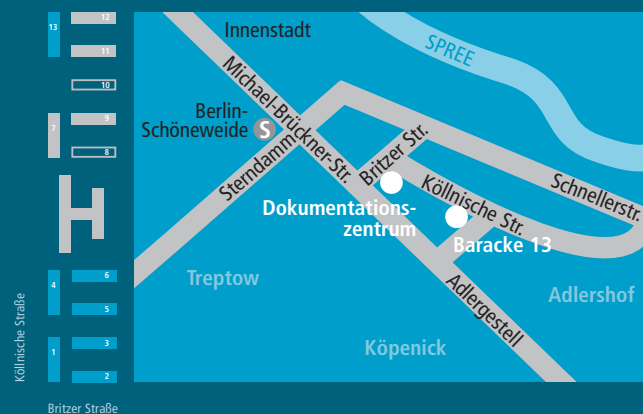 13
12
11
10
9
7
8
6
4
5
3
1
2
Köllnische Straße
Britzer Straße
Innenstadt
SPREE
Michael-Brückner-Str.
Berlin-
Schöneweide
S
Sterndamm
Britzer Str.
Schnellerstr.
Köllnische Str.
Dokumentations-
zentrum
Baracke 13
Treptow
Adlergestell
Adlershof
Köpenick